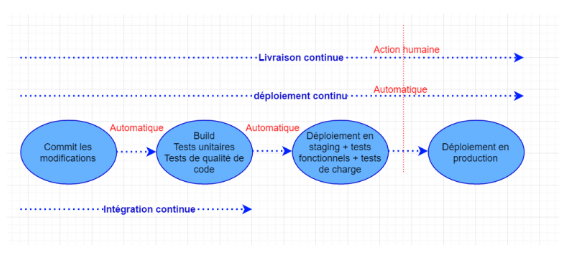 Action humaine
Livraison continue
Automatique
déploiement continu
Automatique
Automatique
Commit les
modifications
Build
Tests unitaires
Tests de qualité de
code
Déploiement en
staging + tests
fonctionnels + tests
de charge
Déploiement en
production
Intégration continue